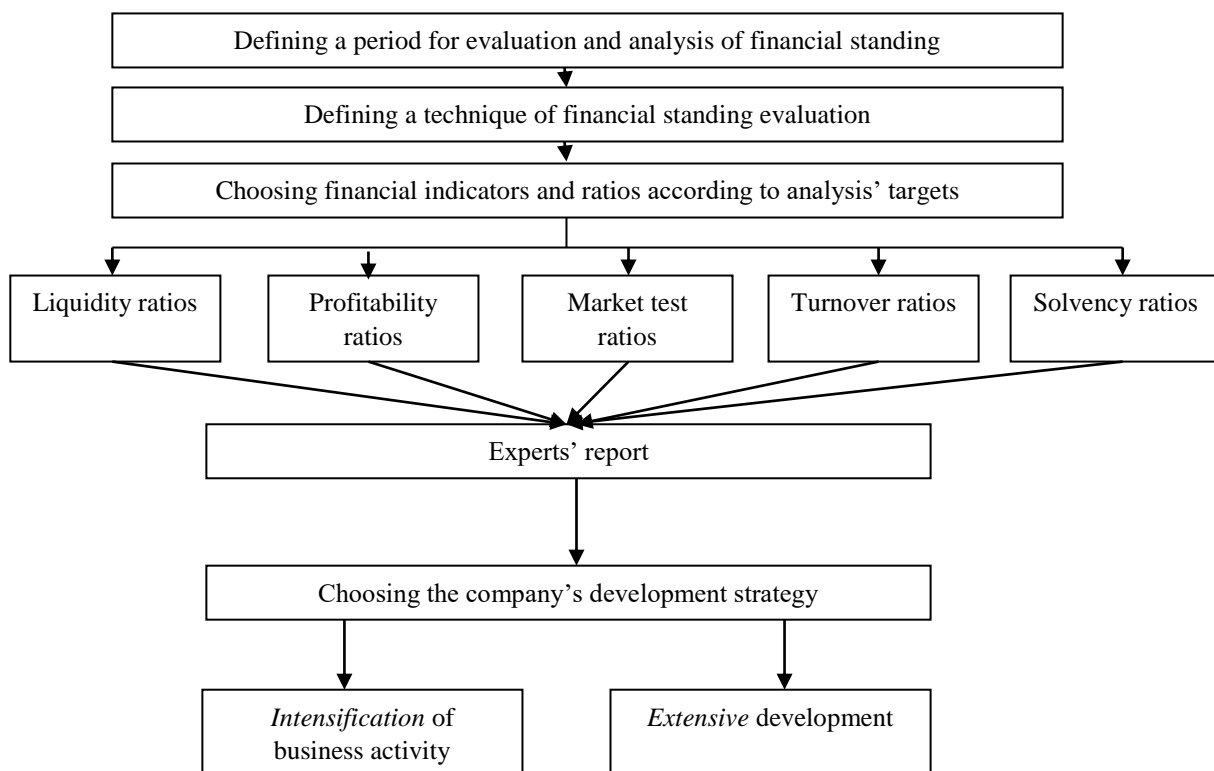 Defining a period for evaluation and analysis of financial standing
Defining a technique of financial standing evaluation
Choosing financial indicators and ratios according to analysis’ targets
Liquidity ratios
Profitability
ratios
Market test
ratios
Turnover ratios
Solvency ratios
Experts’ report
Choosing the company’s development strategy
Intensification of
business activity
Extensive development